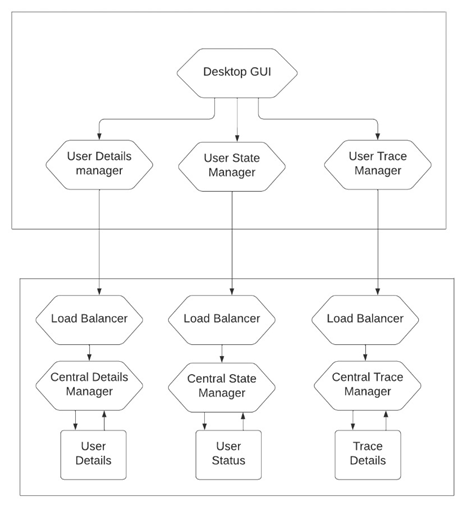 Desktop GUI
User Details
manager
User State
Manager
User Trace
Manager
Load Balancer
Load Balancer
Load Balancer
Central Details
Manager
Central State
Manager
Central Trace
Manager
User
Details
User
Status
Trace
Details